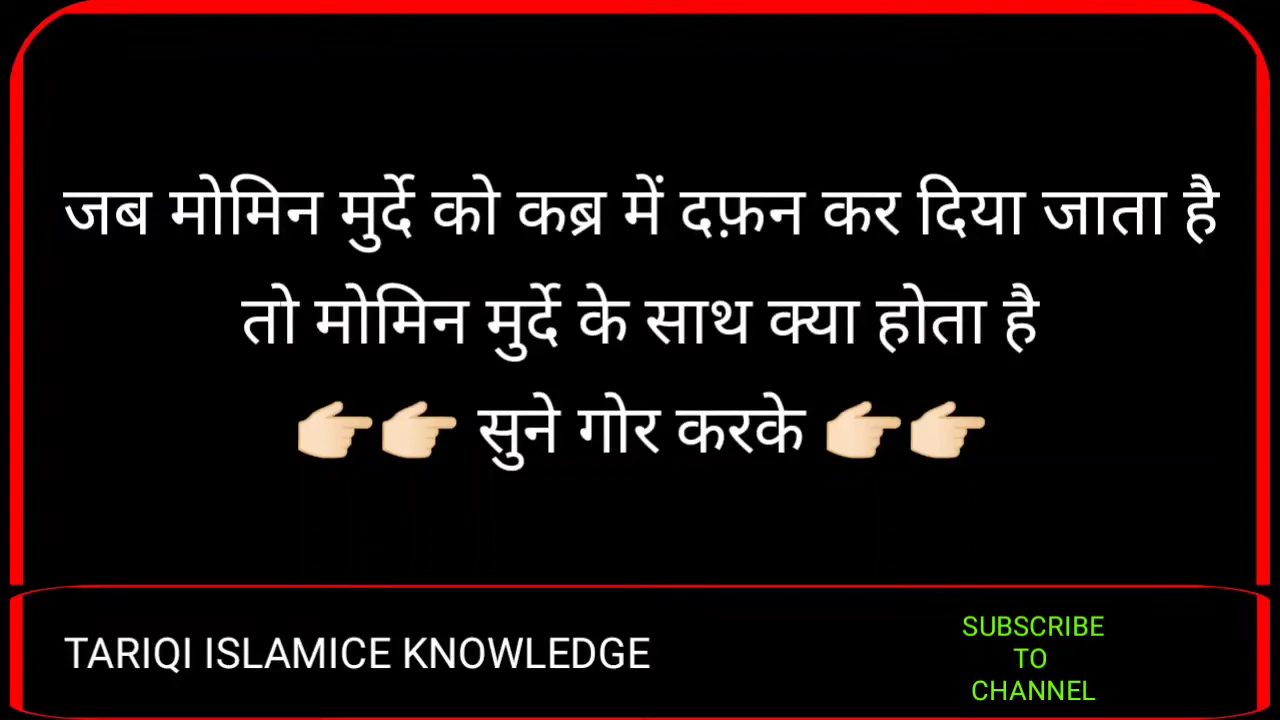 जब मोमिन मुर्दे को कब्र में दफ़न कर दिया जाता है
तो मोमिन मुर्दे के साथ क्या होता है
👉🏻👉🏻 सुने गोर करके 👉🏻👉🏻
TARIQI ISLAMICE KNOWLEDGE
SUBSCRIBE
TO
CHANNEL